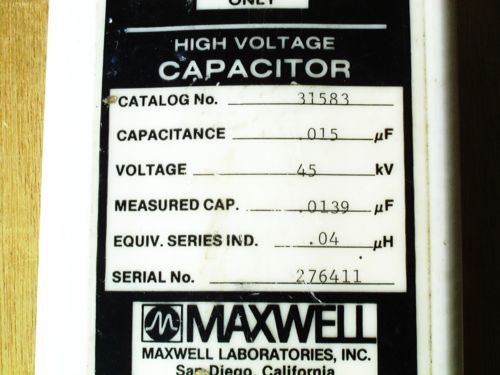 ONLY
HIGH VOLTAGE
CAPACITOR
CATALOG No. 31583
CAPACITANCE .015 µF
VOLTAGE 45 kV
MEASURED CAP. .0139 µF
EQUIV. SERIES IND. .04 µH
SERIAL No. 276411
MAXWELL
MAXWELL LABORATORIES, INC.
San Diego, California